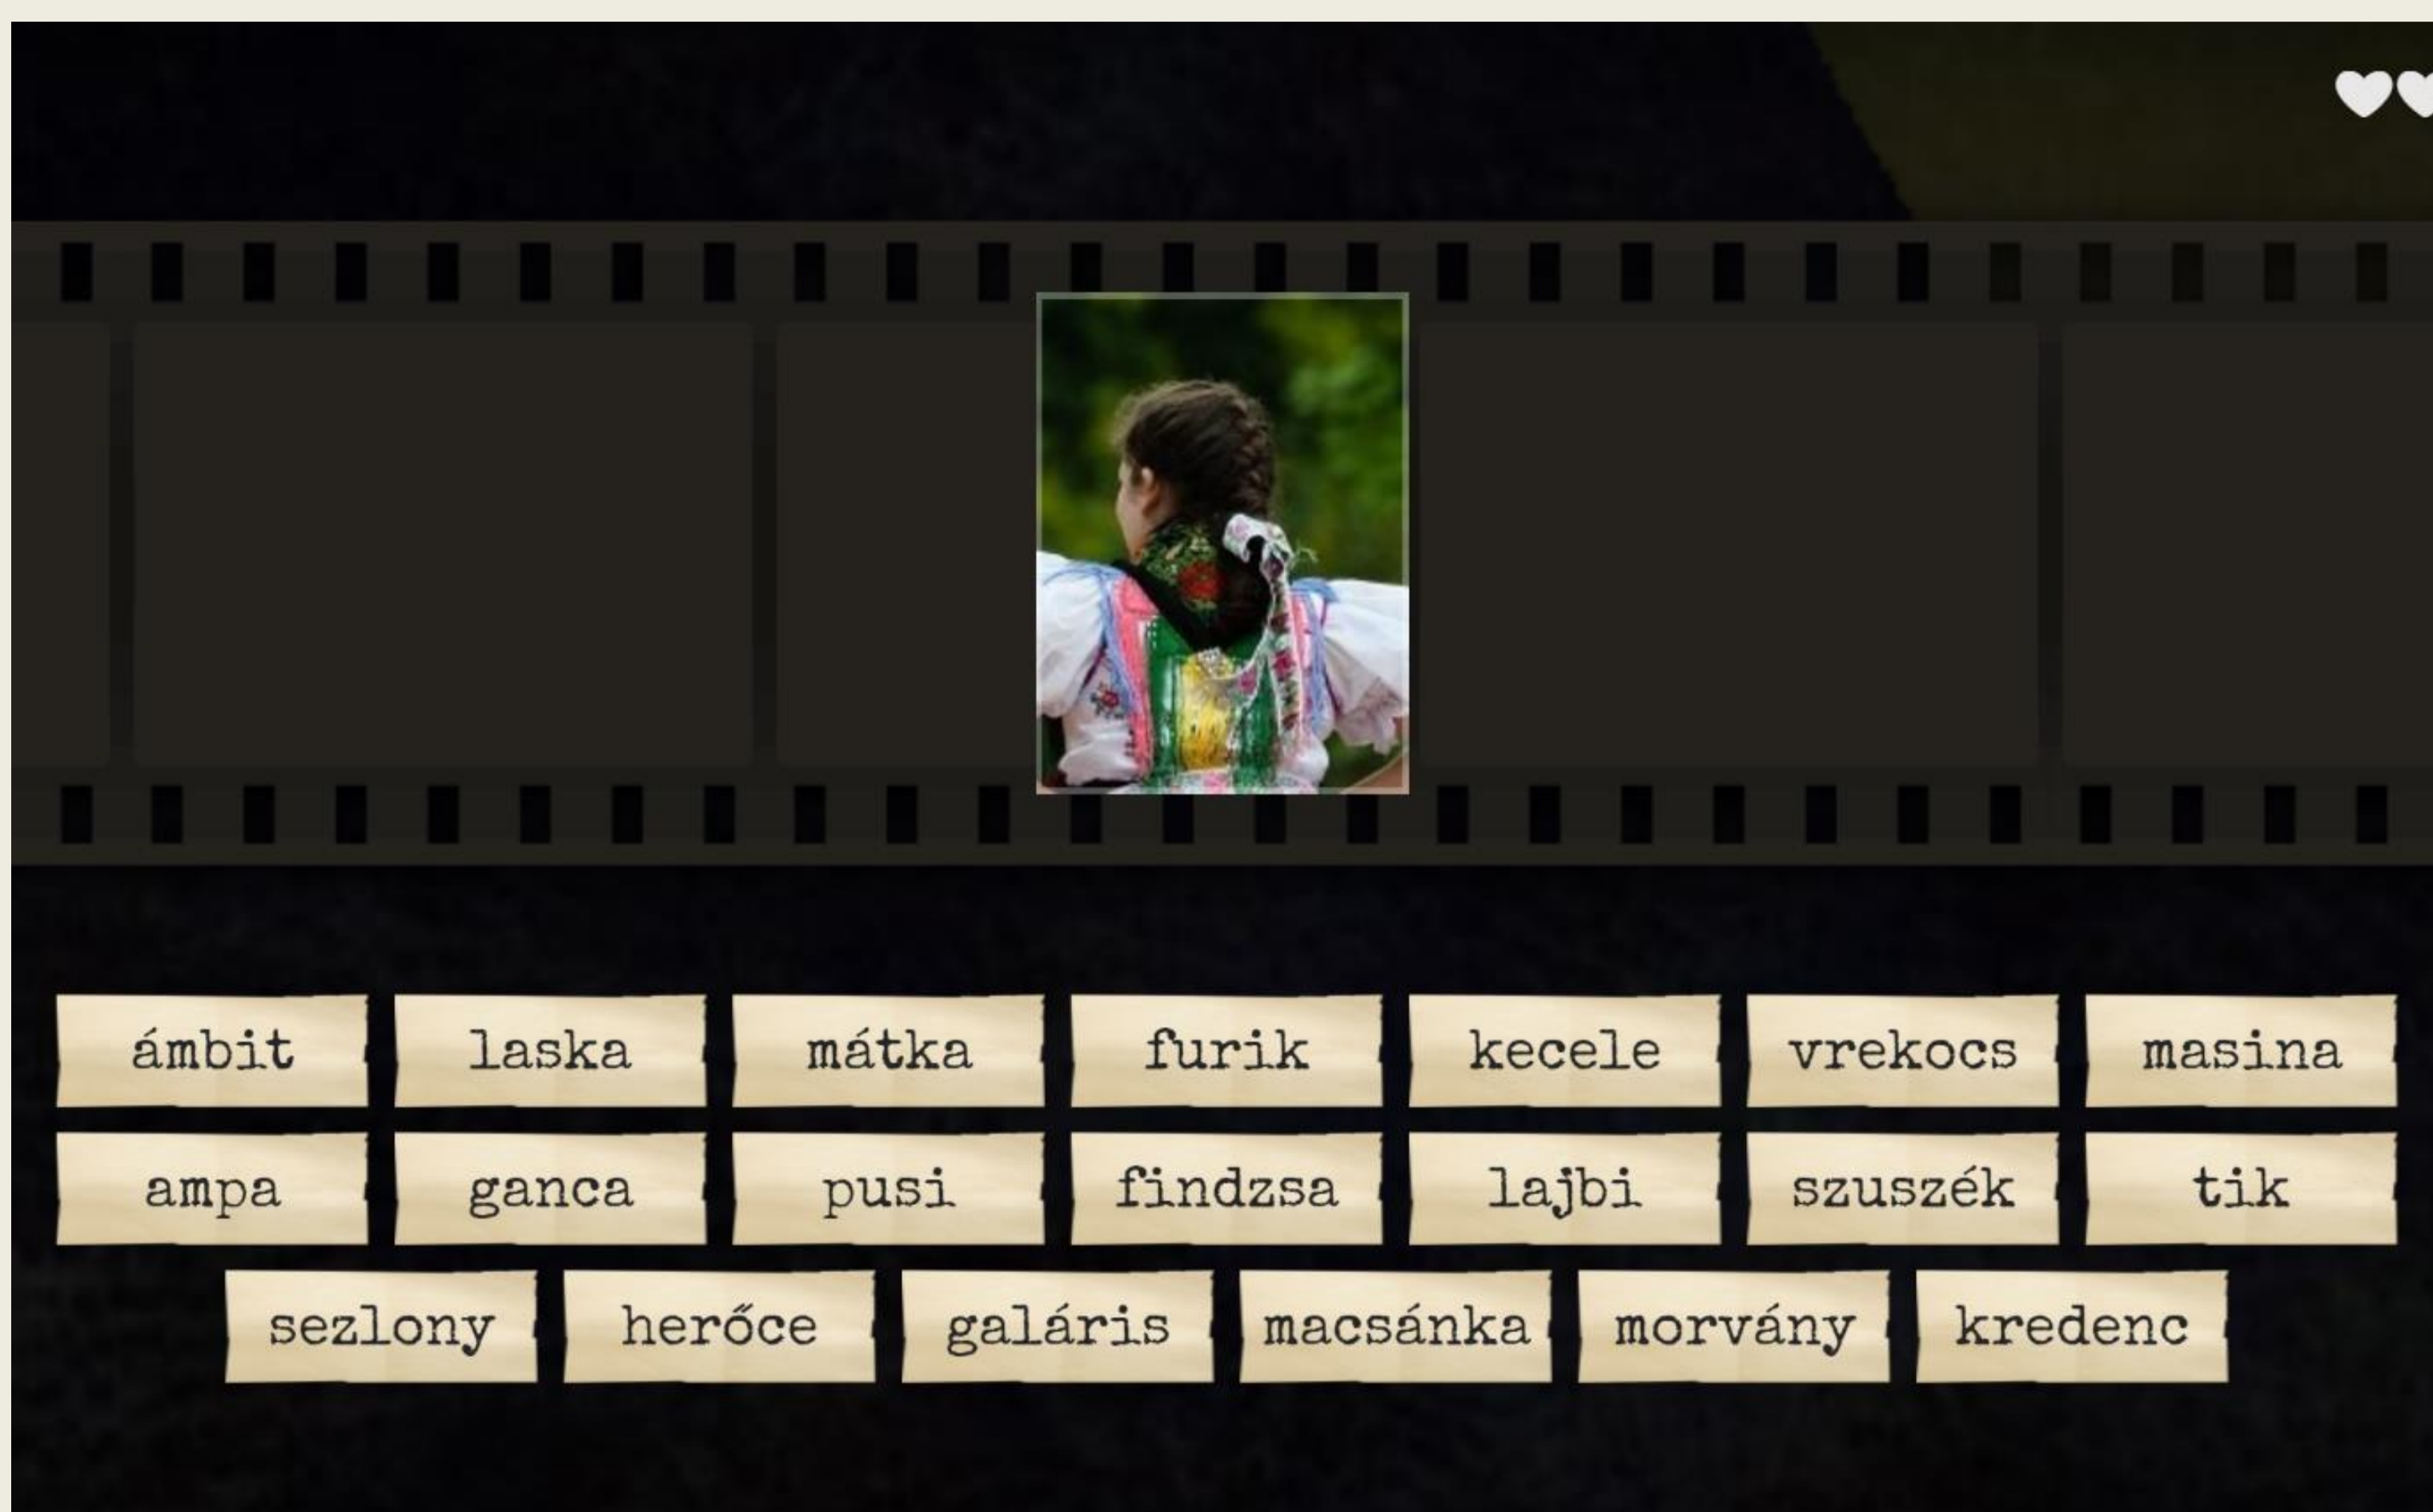 ámbit laska mátka furik kecele vrekocs masina
ampa ganca pusi findzsa lajbi szuszék tik
sezlony herőce galáris macsánka morvány kredenc